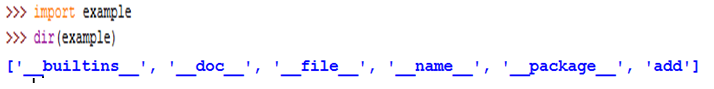 >>> import example
>>> dir(example)
['__builtins__', '__doc__', '__file__', '__name__', '__package__', 'add']